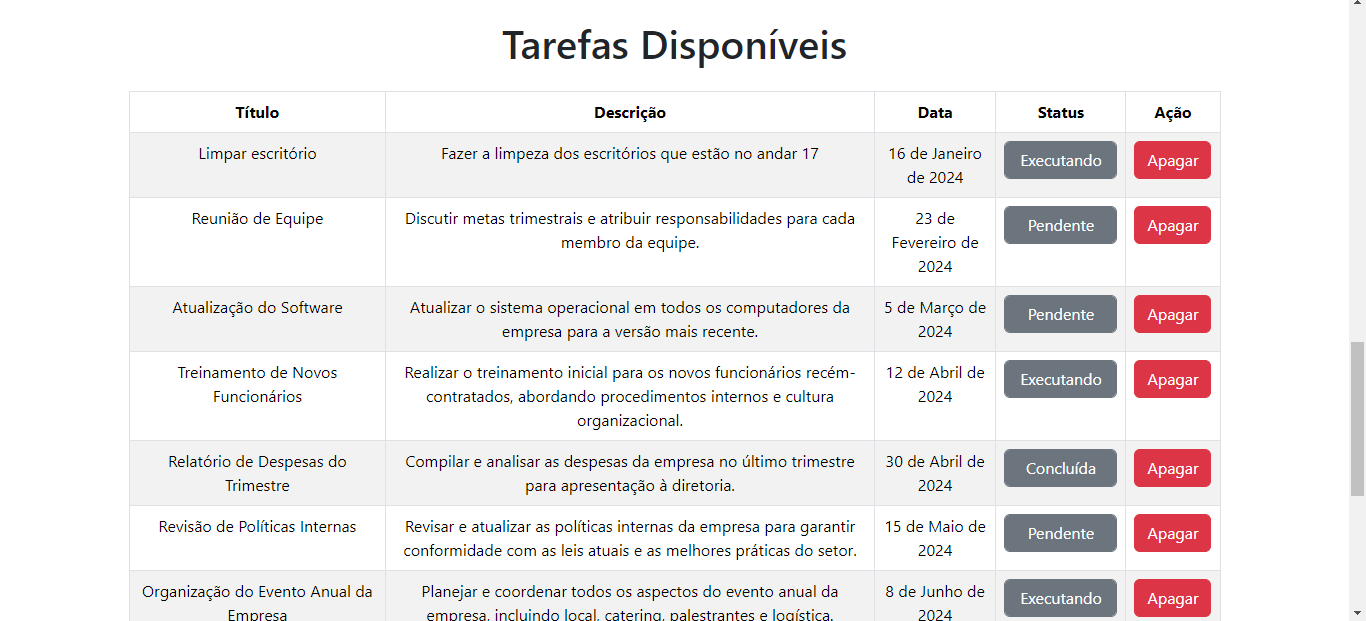 Tarefas Disponíveis
Título Descrição Data Status Ação
Limpar escritório Fazer a limpeza dos escritórios que estão no andar 17 16 de Janeiro Executando Apagar
de 2024
Reunião de Equipe Discutir metas trimestrais e atribuir responsabilidades para cada 23 de Pendente Apagar
membro da equipe. Fevereiro de
2024
Atualização do Software Atualizar o sistema operacional em todos os computadores da 5 de Março de Pendente Apagar
empresa para a versão mais recente. 2024
Treinamento de Novos Realizar o treinamento inicial para os novos funcionários recém- 12 de Abril de Executando Apagar
Funcionários contratados, abordando procedimentos internos e cultura 2024
organizacional.
Relatório de Despesas do Compilar e analisar as despesas da empresa no último trimestre 30 de Abril de Concluída Apagar
Trimestre para apresentação à diretoria. 2024
Revisão de Políticas Internas Revisar e atualizar as políticas internas da empresa para garantir 15 de Maio de Pendente Apagar
conformidade com as leis atuais e as melhores práticas do setor. 2024
Organização do Evento Anual da Planejar e coordenar todos os aspectos do evento anual da 8 de Junho de Executando Apagar
Empresa empresa, incluindo local, catering, palestrantes e logística. 2024